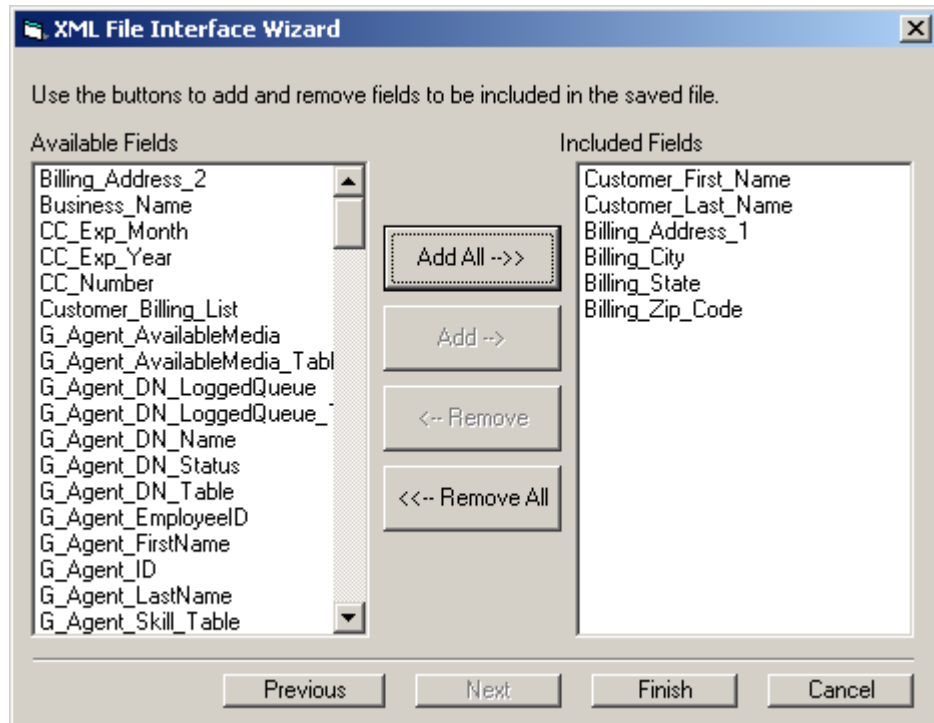 XML File Interface Wizard
Use the buttons to add and remove fields to be included in the saved file.
Available Fields
Billing_Address_2
Business_Name
CC_Exp_Month
CC_Exp_Year
CC_Number
Customer_Billing_List
G_Agent_AvailableMedia
G_Agent_AvailableMedia_Tabl
G_Agent_DN_LoggedQueue
G_Agent_DN_LoggedQueue_
G_Agent_DN_Name
G_Agent_DN_Status
G_Agent_DN_Table
G_Agent_EmployeeID
G_Agent_FirstName
G_Agent_ID
G_Agent_LastName
G_Agent_Skill_Table
Add All -->>
Add -->
<-- Remove
<<-- Remove All
Included Fields
Customer_First_Name
Customer_Last_Name
Billing_Address_1
Billing_City
Billing_State
Billing_Zip_Code
Previous Next Finish Cancel